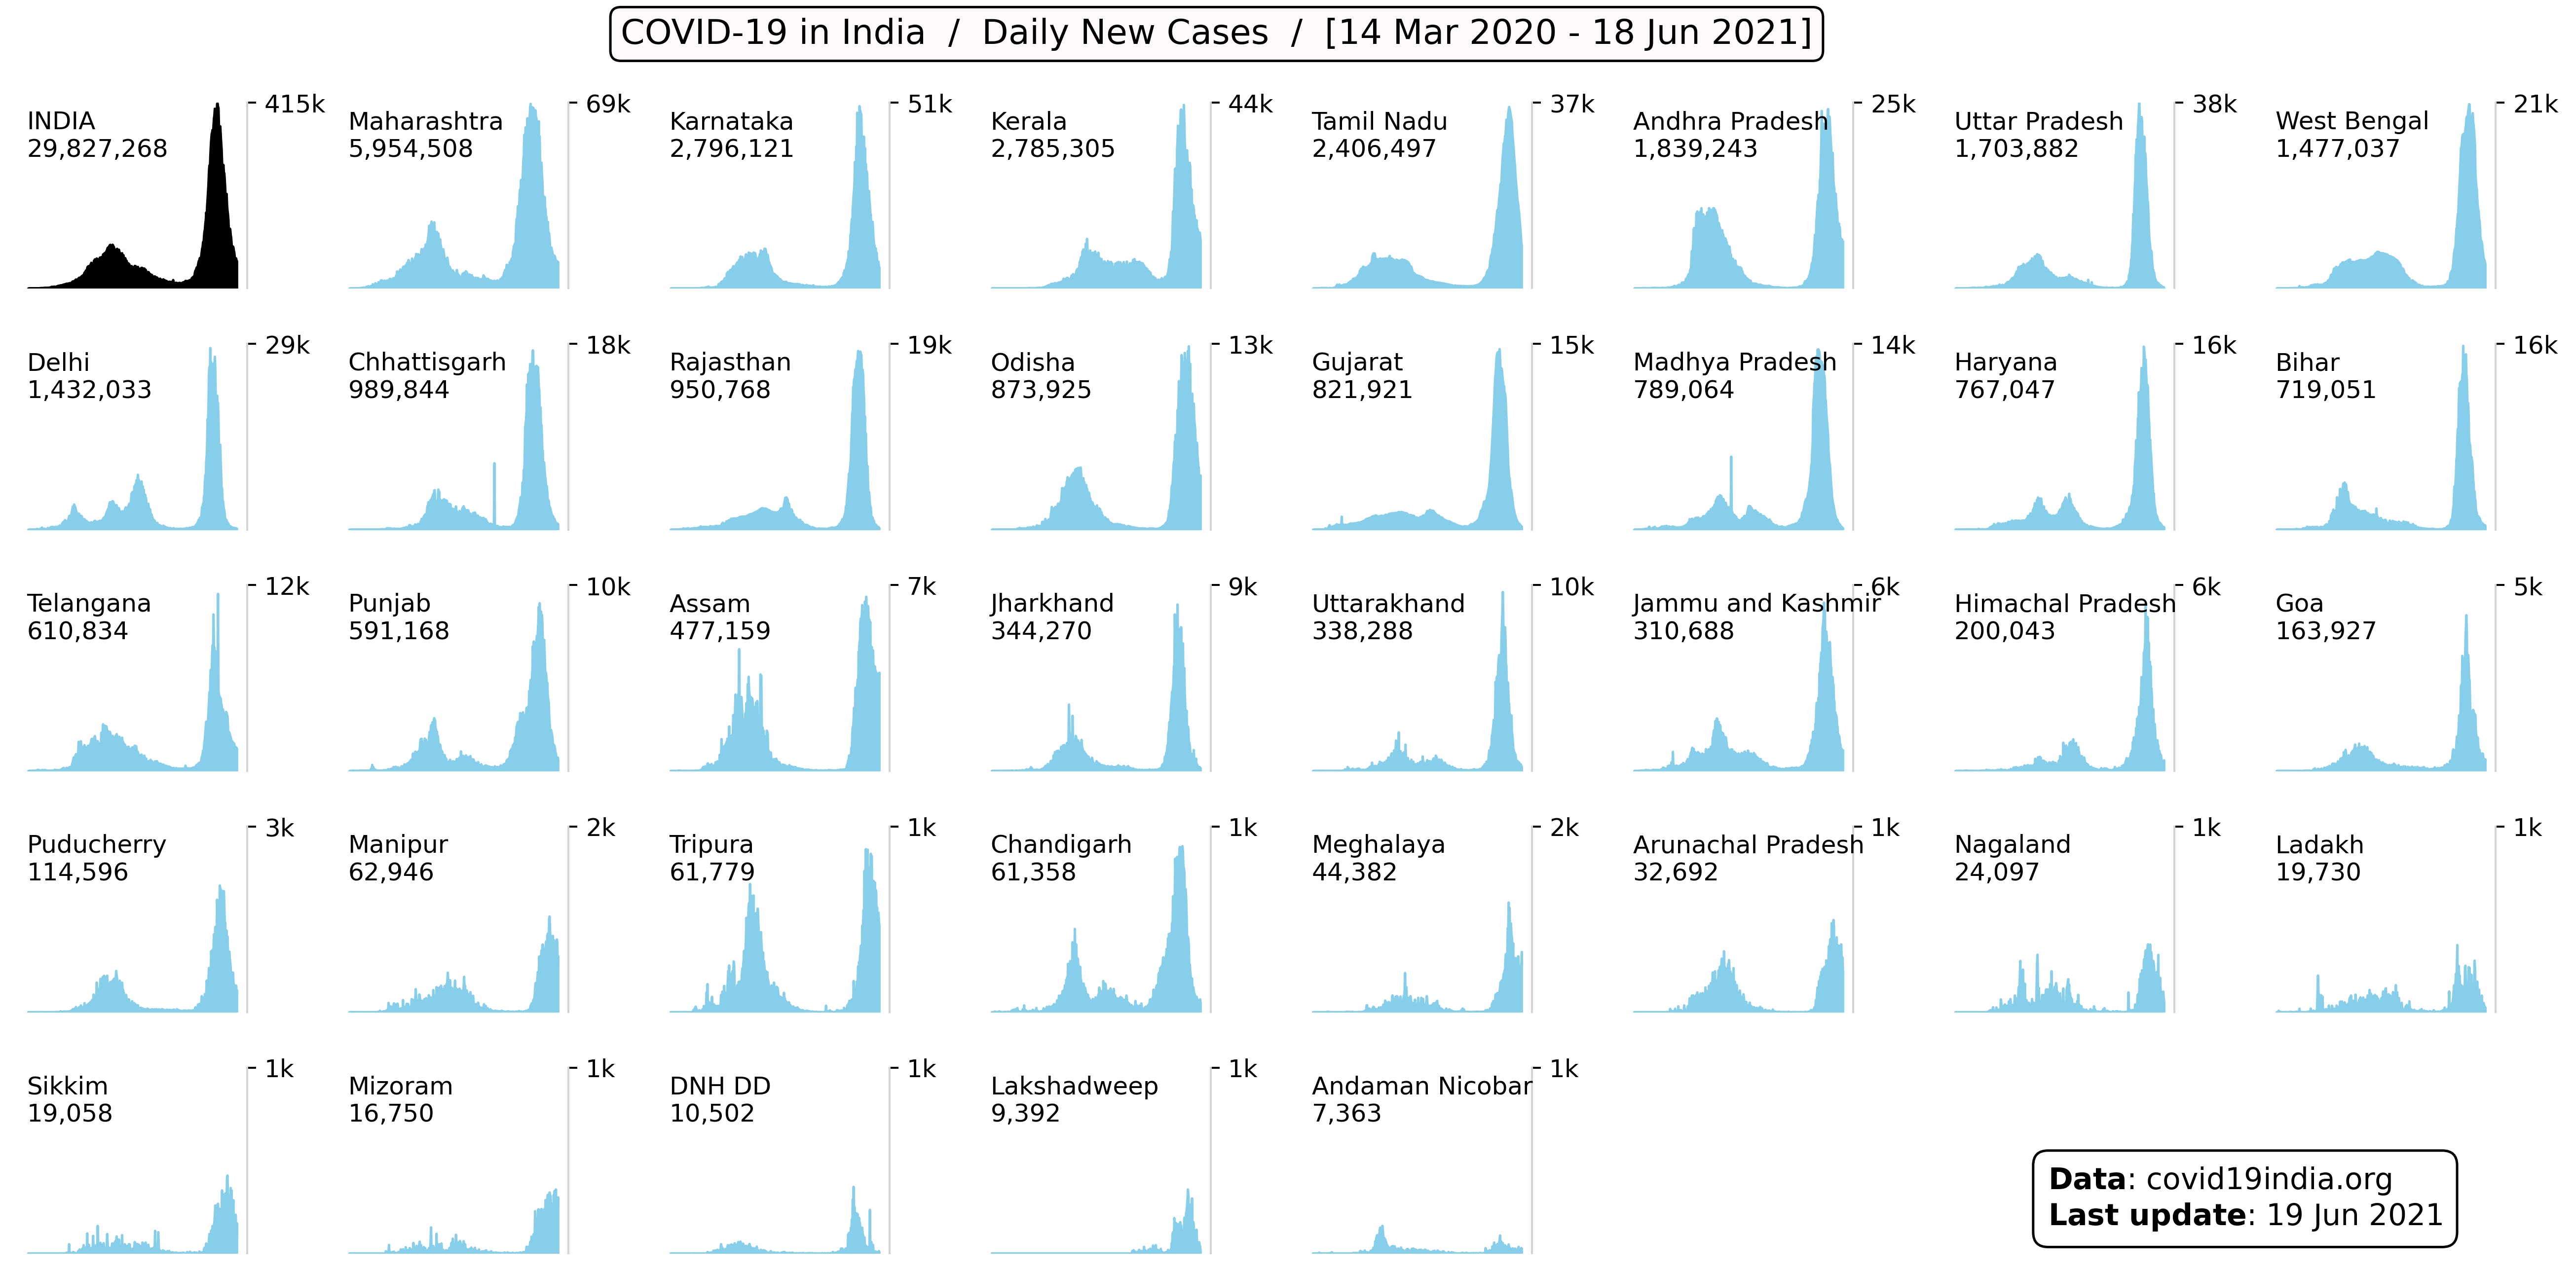 COVID-19 in India / Daily New Cases / [14 Mar 2020 - 18 Jun 2021]
INDIA
29,827,268
415k
Maharashtra
5,954,508
69k
Karnataka
2,796,121
51k
Kerala
2,785,305
44k
Tamil Nadu
2,406,497
37k
Andhra Pradesh
1,839,243
25k
Uttar Pradesh
1,703,882
38k
West Bengal
1,477,037
21k
Delhi
1,432,033
29k
Chhattisgarh
989,844
18k
Rajasthan
950,768
19k
Odisha
873,925
13k
Gujarat
821,921
15k
Madhya Pradesh
789,064
14k
Haryana
767,047
16k
Bihar
719,051
16k
Telangana
610,834
12k
Punjab
591,168
10k
Assam
477,159
7k
Jharkhand
344,270
9k
Uttarakhand
338,288
10k
Jammu and Kashmir
310,688
6k
Himachal Pradesh
200,043
6k
Goa
163,927
5k
Puducherry
114,596
3k
Manipur
62,946
2k
Tripura
61,779
1k
Chandigarh
61,358
1k
Meghalaya
44,382
2k
Arunachal Pradesh
32,692
1k
Nagaland
24,097
1k
Ladakh
19,730
1k
Sikkim
19,058
1k
Mizoram
16,750
1k
DNH DD
10,502
1k
Lakshadweep
9,392
1k
Andaman Nicobar
7,363
1k
Data: covid19india.org
Last update: 19 Jun 2021